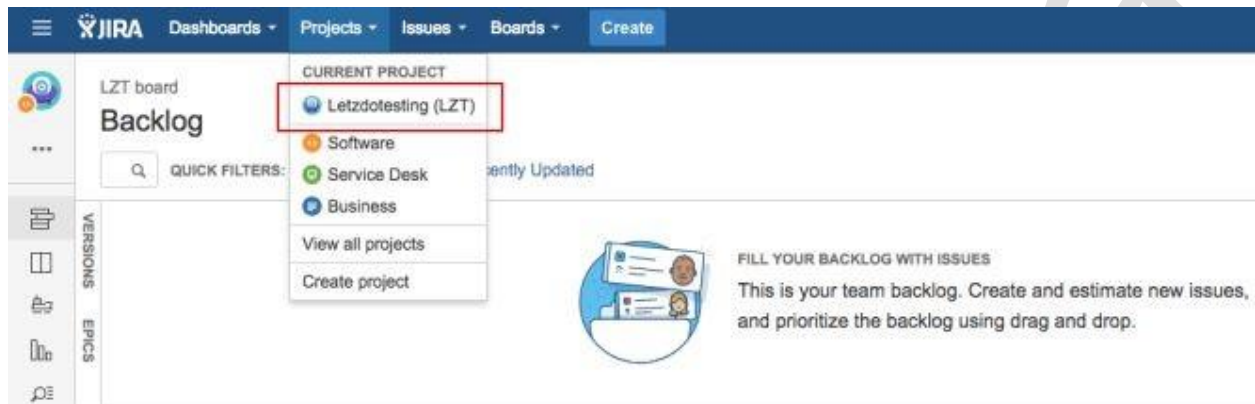 JIRA Dashboards Projects Issues Boards Create
LZT board
Backlog
QUICK FILTERS: ently Updated
CURRENT PROJECT
Letzdotesting (LZT)
Software
Service Desk
Business
View all projects
Create project
VERSIONS
EPICS
FILL YOUR BACKLOG WITH ISSUES
This is your team backlog. Create and estimate new issues,
and prioritize the backlog using drag and drop.